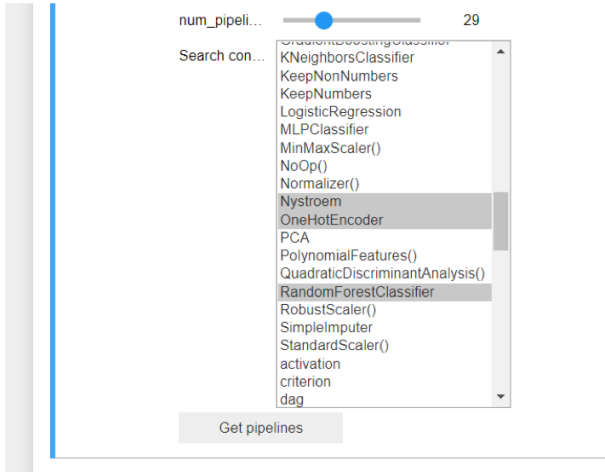 num_pipeli... 29
Search con...
GradientBoostingClassifier
KNeighborsClassifier
KeepNonNumbers
KeepNumbers
LogisticRegression
MLPClassifier
MinMaxScaler()
NoOp()
Normalizer()
Nystroem
OneHotEncoder
PCA
PolynomialFeatures()
QuadraticDiscriminantAnalysis()
RandomForestClassifier
RobustScaler()
SimpleImputer
StandardScaler()
activation
criterion
dag
Get pipelines